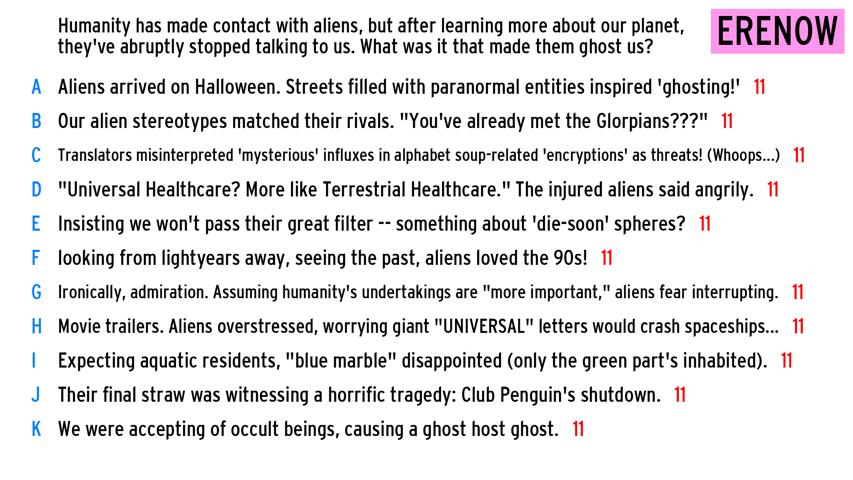 Humanity has made contact with aliens, but after learning more about our planet,
they've abruptly stopped talking to us. What was it that made them ghost us?
ERENOW
A Aliens arrived on Halloween. Streets filled with paranormal entities inspired 'ghosting!' 11
B Our alien stereotypes matched their rivals. "You've already met the Glorpians???" 11
C Translators misinterpreted 'mysterious' influxes in alphabet soup-related 'encryptions' as threats! (Whoops...) 11
D "Universal Healthcare? More like Terrestrial Healthcare." The injured aliens said angrily. 11
E Insisting we won't pass their great filter -- something about 'die-soon' spheres? 11
F looking from lightyears away, seeing the past, aliens loved the 90s! 11
G Ironically, admiration. Assuming humanity's undertakings are "more important," aliens fear interrupting. 11
H Movie trailers. Aliens overstressed, worrying giant "UNIVERSAL" letters would crash spaceships... 11
I Expecting aquatic residents, "blue marble" disappointed (only the green part's inhabited). 11
J Their final straw was witnessing a horrific tragedy: Club Penguin's shutdown. 11
K We were accepting of occult beings, causing a ghost host ghost. 11